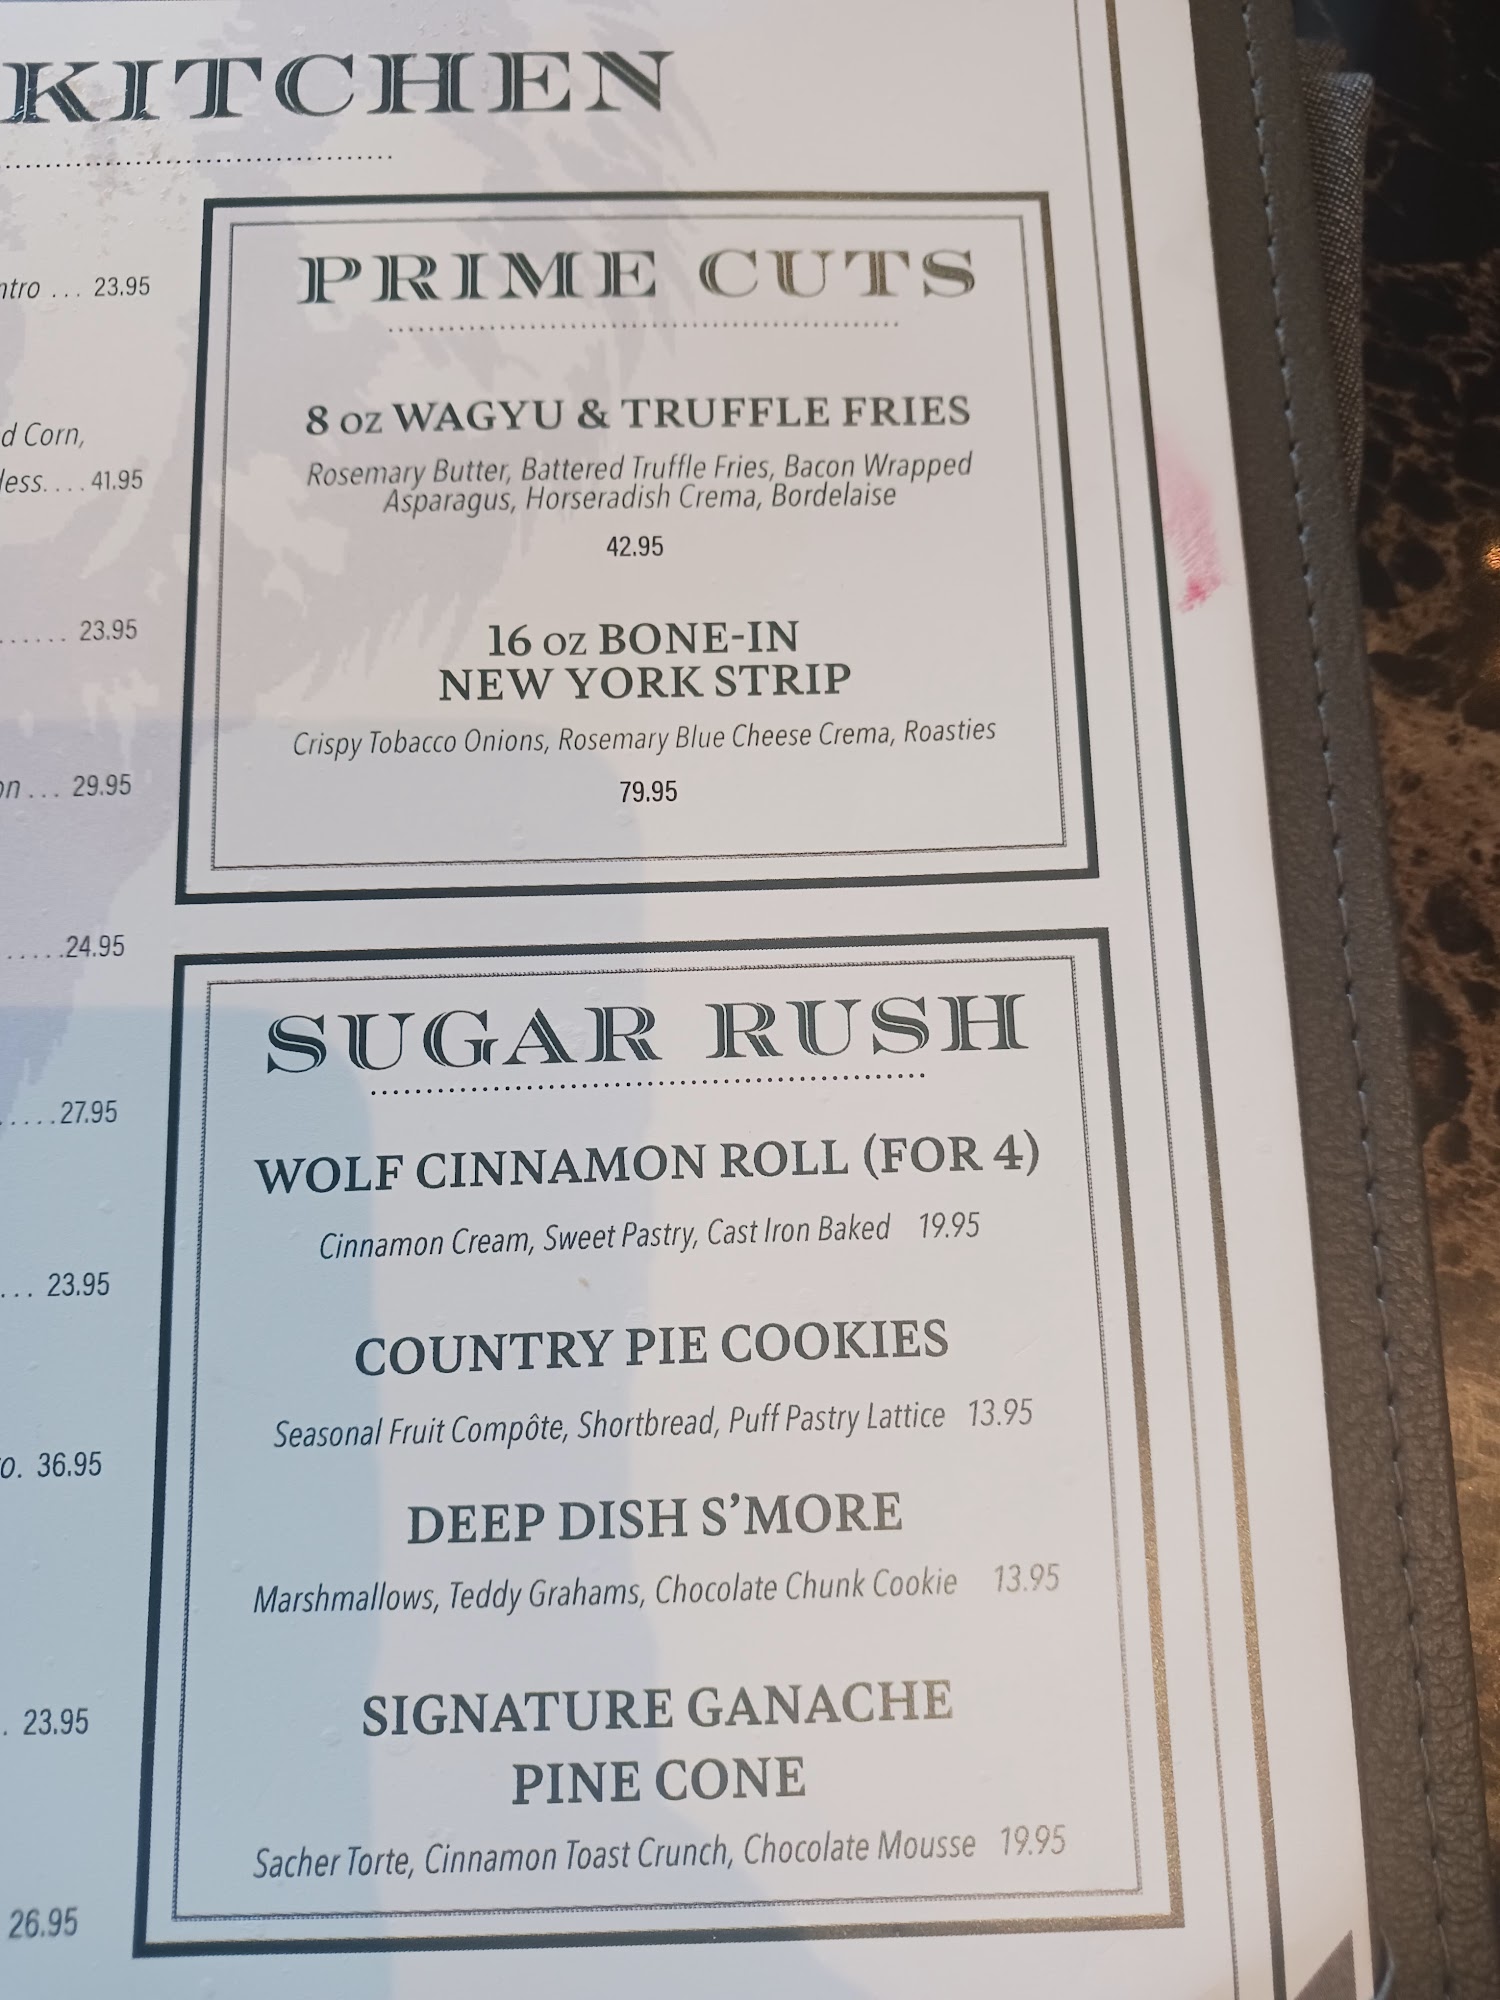 KITCHEN
... 23.95
d Corn,
less.... 41.95
...... 23.95
on... 29.95
.....24.95
.....27.95
... 23.95
o. 36.95
. 23.95
26.95
PRIME CUTS
8 oz WAGYU & TRUFFLE FRIES
Rosemary Butter, Battered Truffle Fries, Bacon Wrapped
Asparagus, Horseradish Crema, Bordelaise
42.95
16 oz BONE-IN
NEW YORK STRIP
Crispy Tobacco Onions, Rosemary Blue Cheese Crema, Roasties
79.95
SUGAR RUSH
WOLF CINNAMON ROLL (FOR 4)
Cinnamon Cream, Sweet Pastry, Cast Iron Baked 19.95
COUNTRY PIE COOKIES
Seasonal Fruit Compôte, Shortbread, Puff Pastry Lattice 13.95
DEEP DISH S’MORE
Marshmallows, Teddy Grahams, Chocolate Chunk Cookie 13.95
SIGNATURE GANACHE
PINE CONE
Sacher Torte, Cinnamon Toast Crunch, Chocolate Mousse 19.95